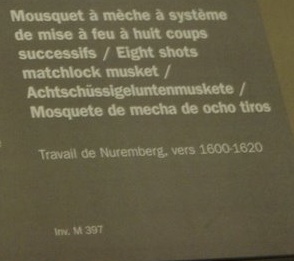 Mousquet à mèche à système
de mise à feu à huit coups
successifs / Eight shots
matchlock musket /
Achtschüssigeluntenmuskete /
Mosquete de mecha de ocho tiros
Travail de Nuremberg, vers 1600-1620
Inv. M 397